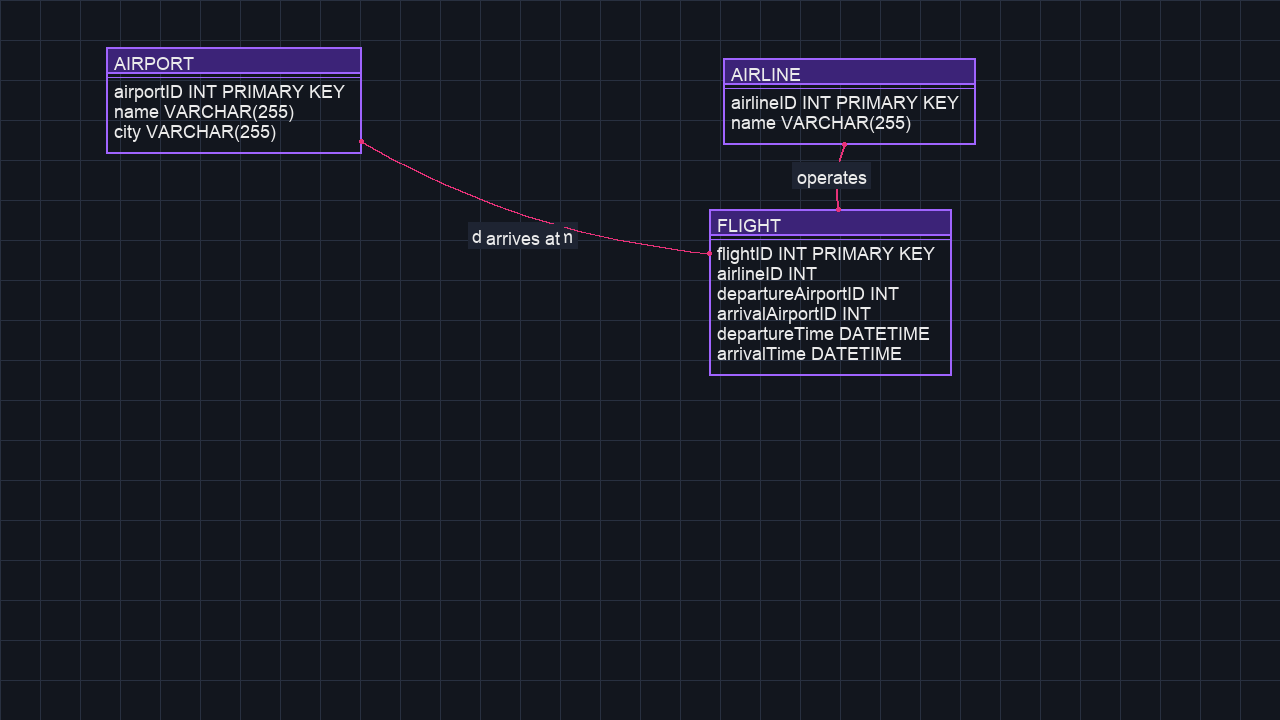 AIRPORT
airportID INT PRIMARY KEY
name VARCHAR(255)
city VARCHAR(255)
AIRLINE
airlineID INT PRIMARY KEY
name VARCHAR(255)
operates
arrives at
FLIGHT
flightID INT PRIMARY KEY
airlineID INT
departureAirportID INT
arrivalAirportID INT
departureTime DATETIME
arrivalTime DATETIME